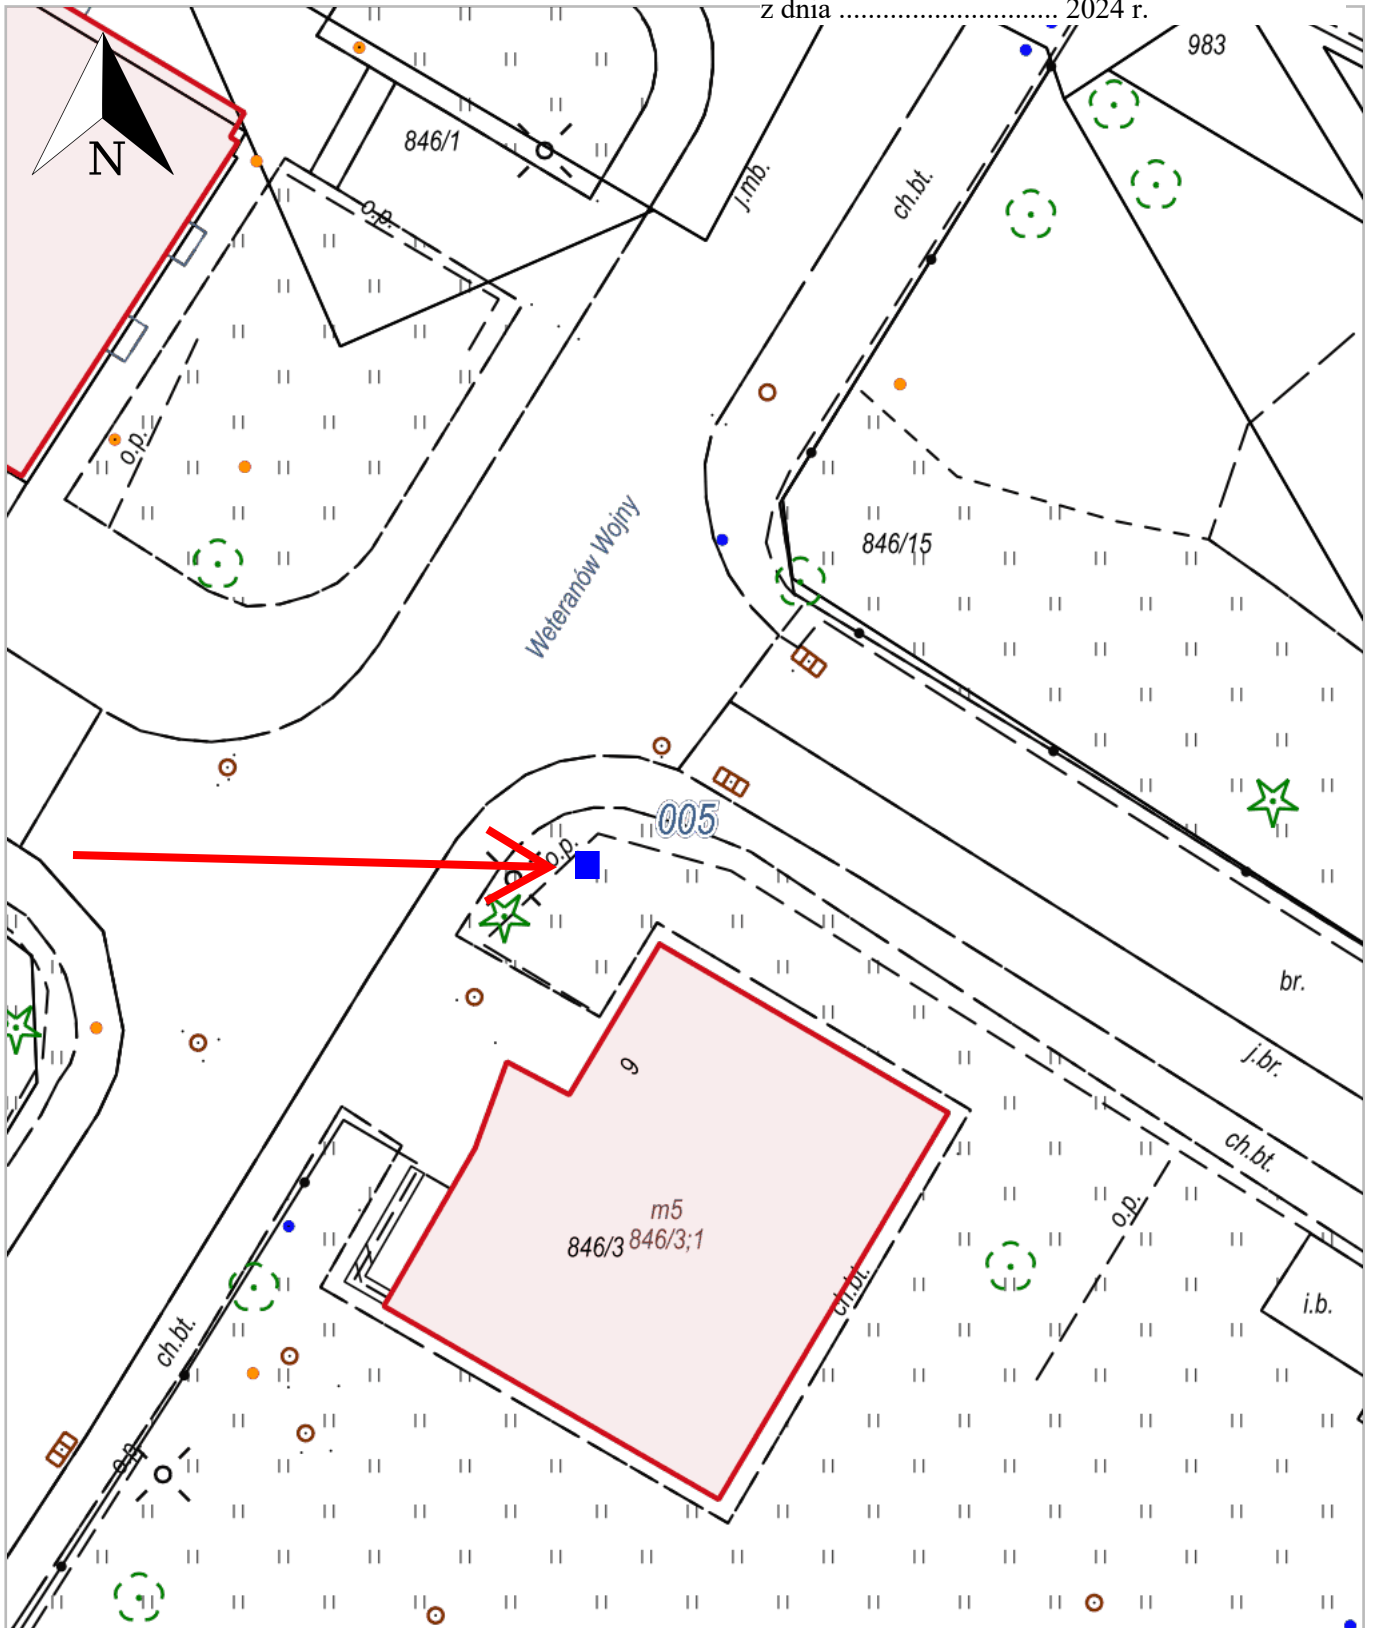 z dnia .............................. 2024 r.
983
N
846/1
j.mb.
ch.bt.
o.p.
o.p.
846/15
Weteranów Wojny
005
o.p.
br.
j.br.
9
ch.bt.
m5
846/3
846/3;1
o.p.
ch.bt.
i.b.
ch.bt.
o.p.